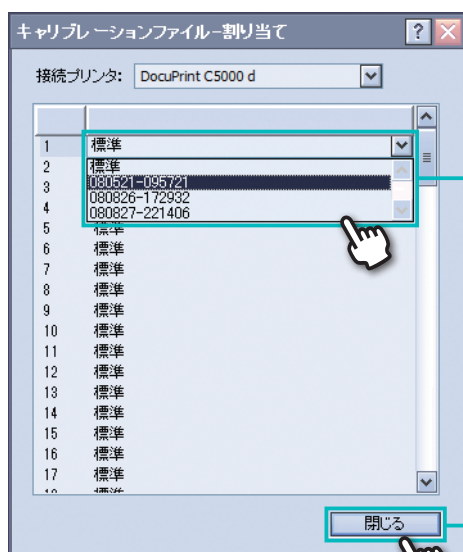 キャリブレーションファイル-割り当て
接続プリンタ: DocuPrint C5000 d
1 標準
2 標準
3 080521-095721
4 080826-172932
080827-221406
5 標準
6 標準
7 標準
8 標準
9 標準
10 標準
11 標準
12 標準
13 標準
14 標準
15 標準
16 標準
17 標準
閉じる